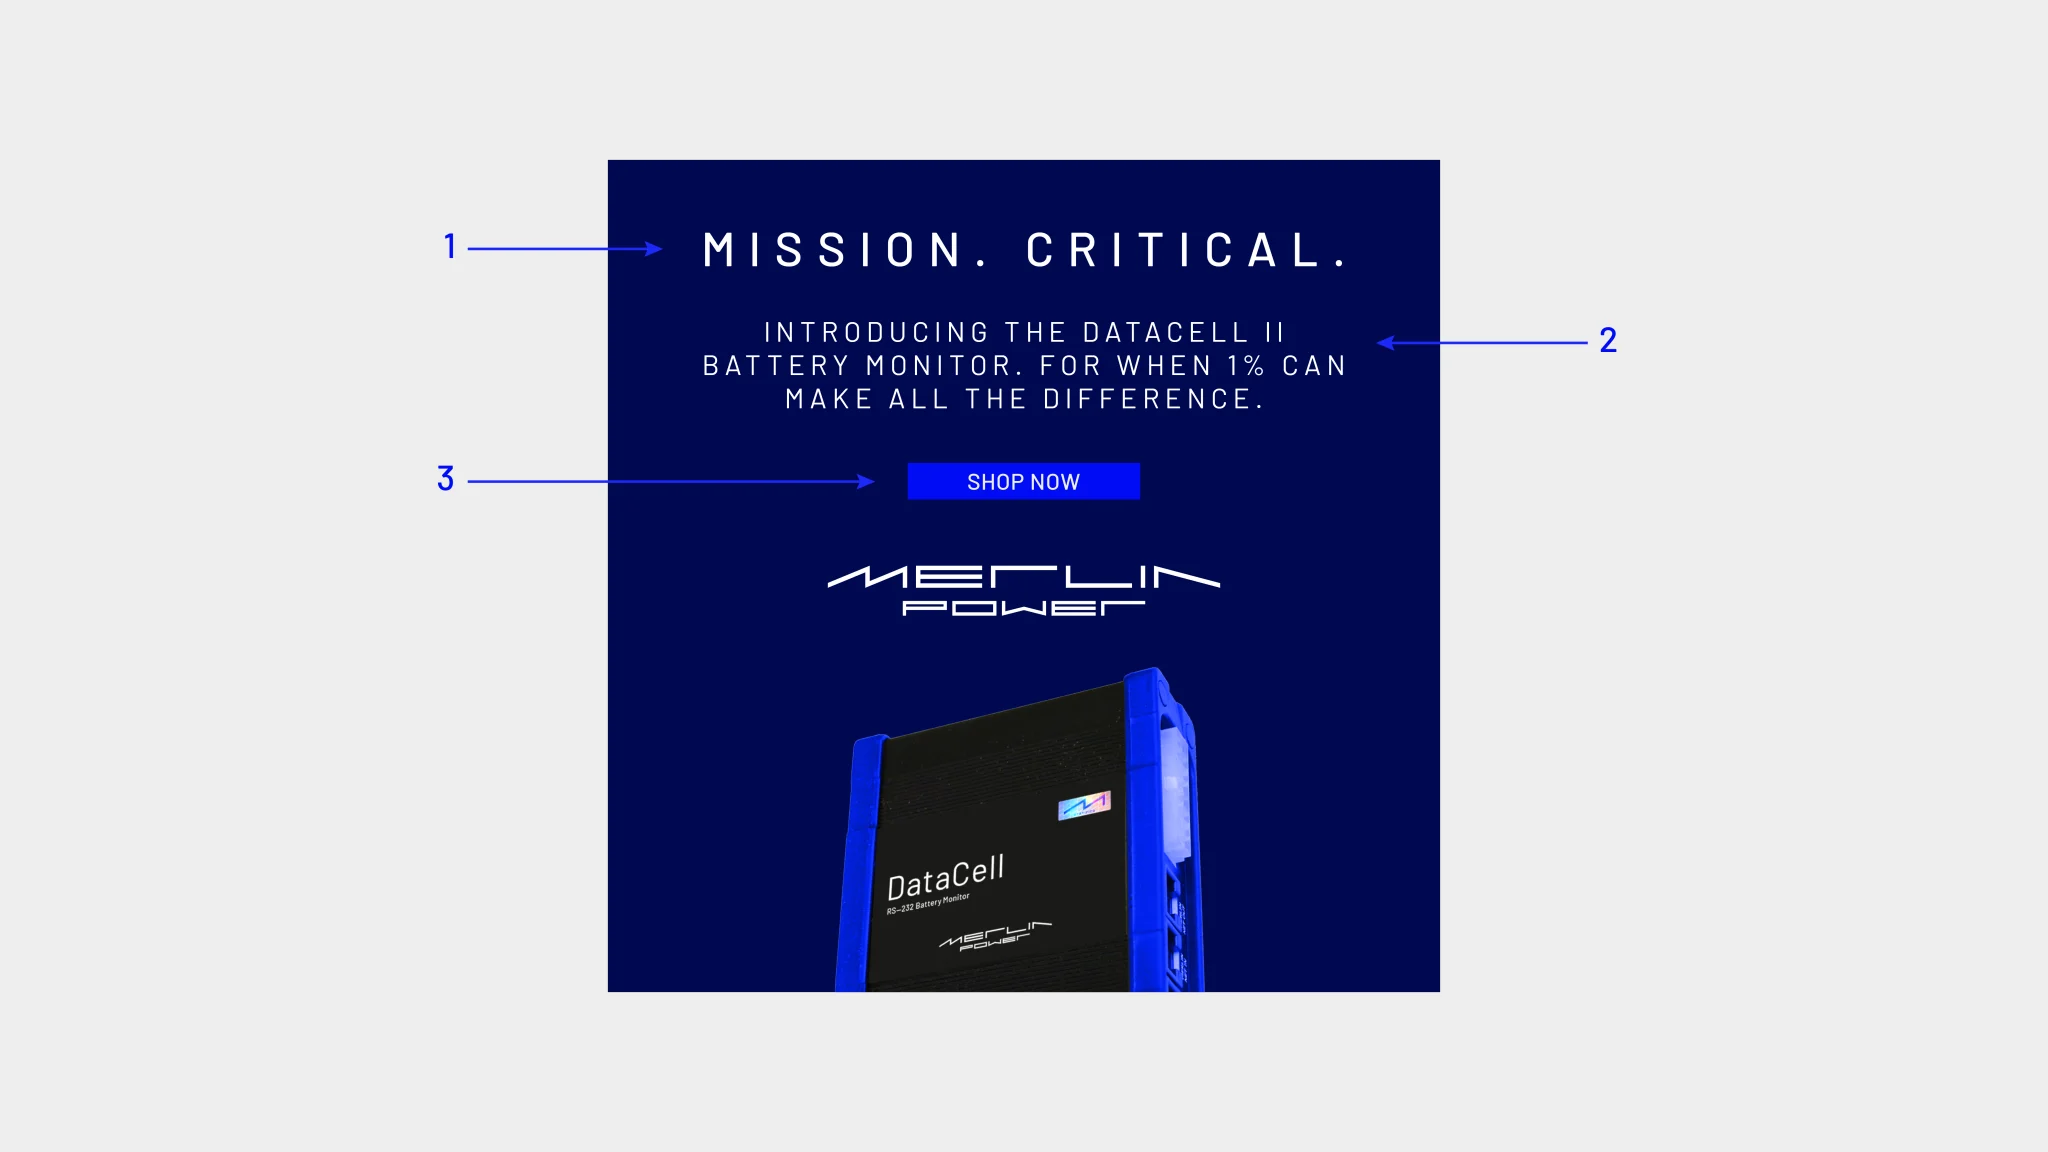 1
MISSION. CRITICAL.
INTRODUCING THE DATACELL II
2
BATTERY MONITOR. FOR WHEN 1% CAN
MAKE ALL THE DIFFERENCE.
3
SHOP NOW
MERLIN
POWER
DataCell
RS-232 Battery Monitor
MERLIN
POWER